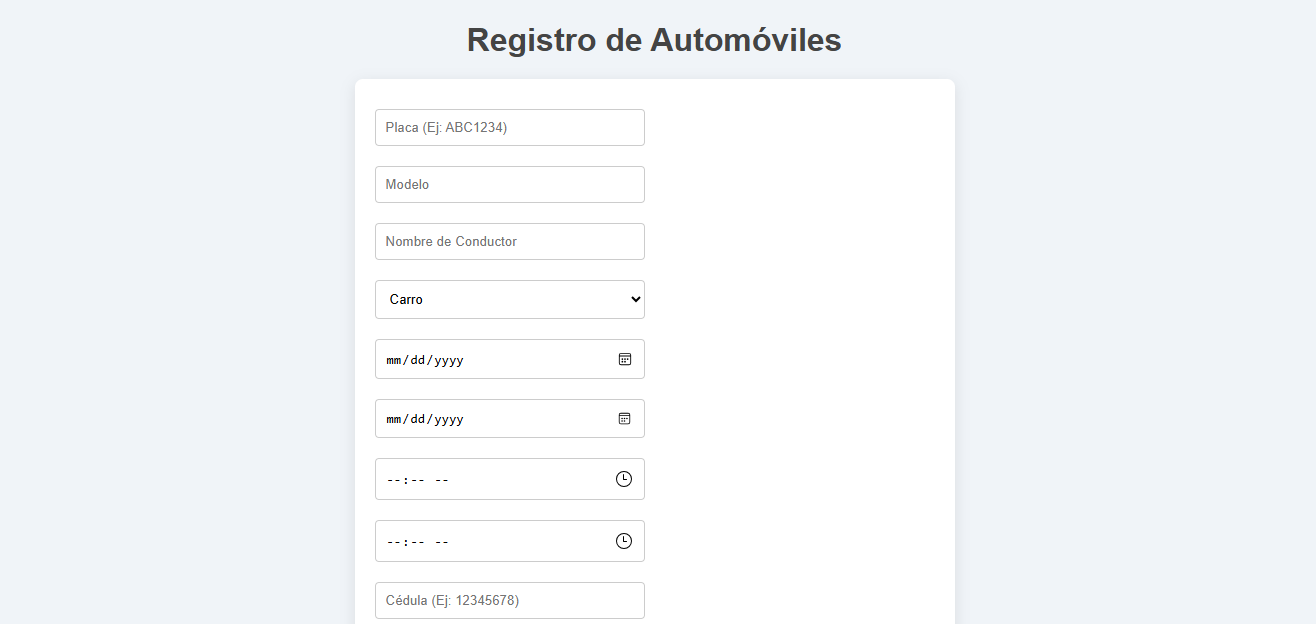 Registro de Automóviles
Placa (Ej: ABC1234)
Modelo
Nombre de Conductor
Carro
mm/dd/yyyy
mm/dd/yyyy
--:-- --
--:-- --
Cédula (Ej: 12345678)